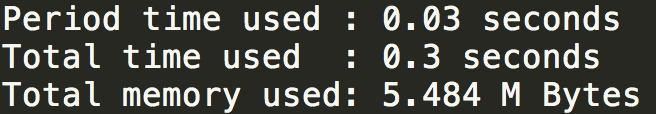 Period time used : 0.03 seconds
Total time used  : 0.3 seconds
Total memory used: 5.484 M Bytes